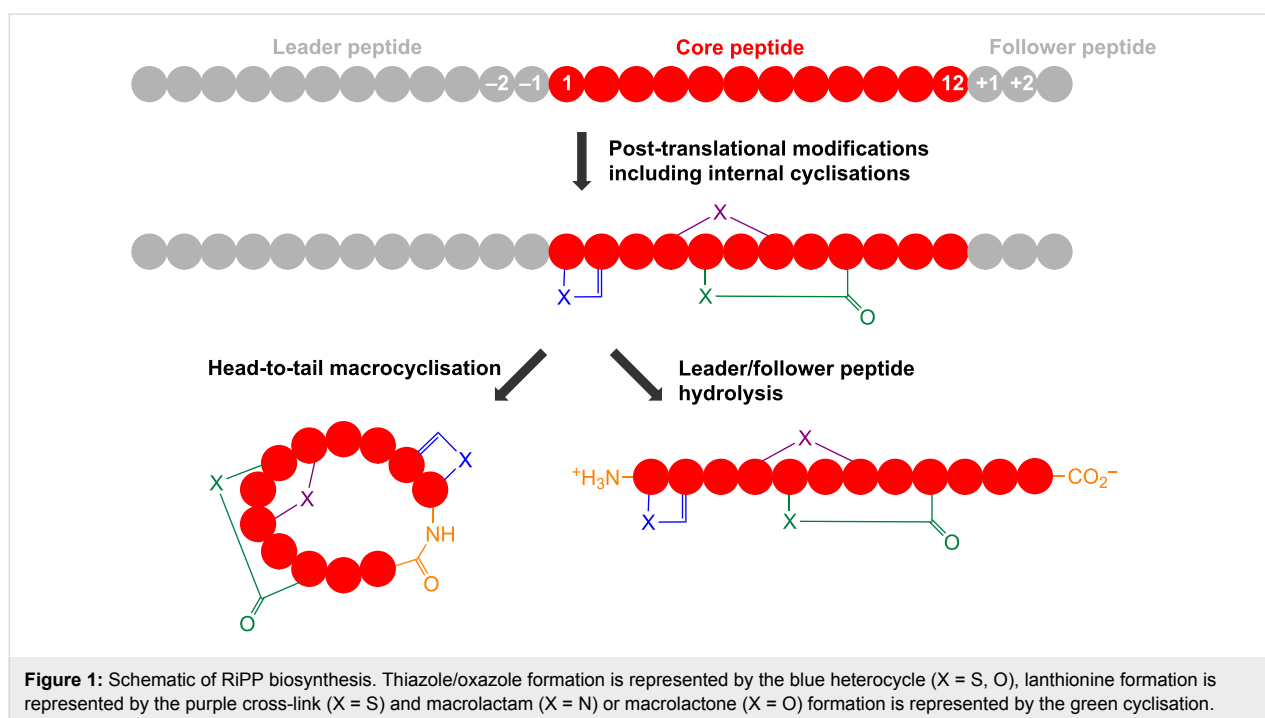 Leader peptide Core peptide Follower peptide
–2 –1 1 12 +1 +2
Post-translational modifications
including internal cyclisations
X
X X
O
Head-to-tail macrocyclisation
Leader/follower peptide
hydrolysis
X
X
X
X
NH
O
O
X
⁺H₃N CO₂⁻
X X
O
Figure 1: Schematic of RiPP biosynthesis. Thiazole/oxazole formation is represented by the blue heterocycle (X = S, O), lanthionine formation is
represented by the purple cross-link (X = S) and macrolactam (X = N) or macrolactone (X = O) formation is represented by the green cyclisation.